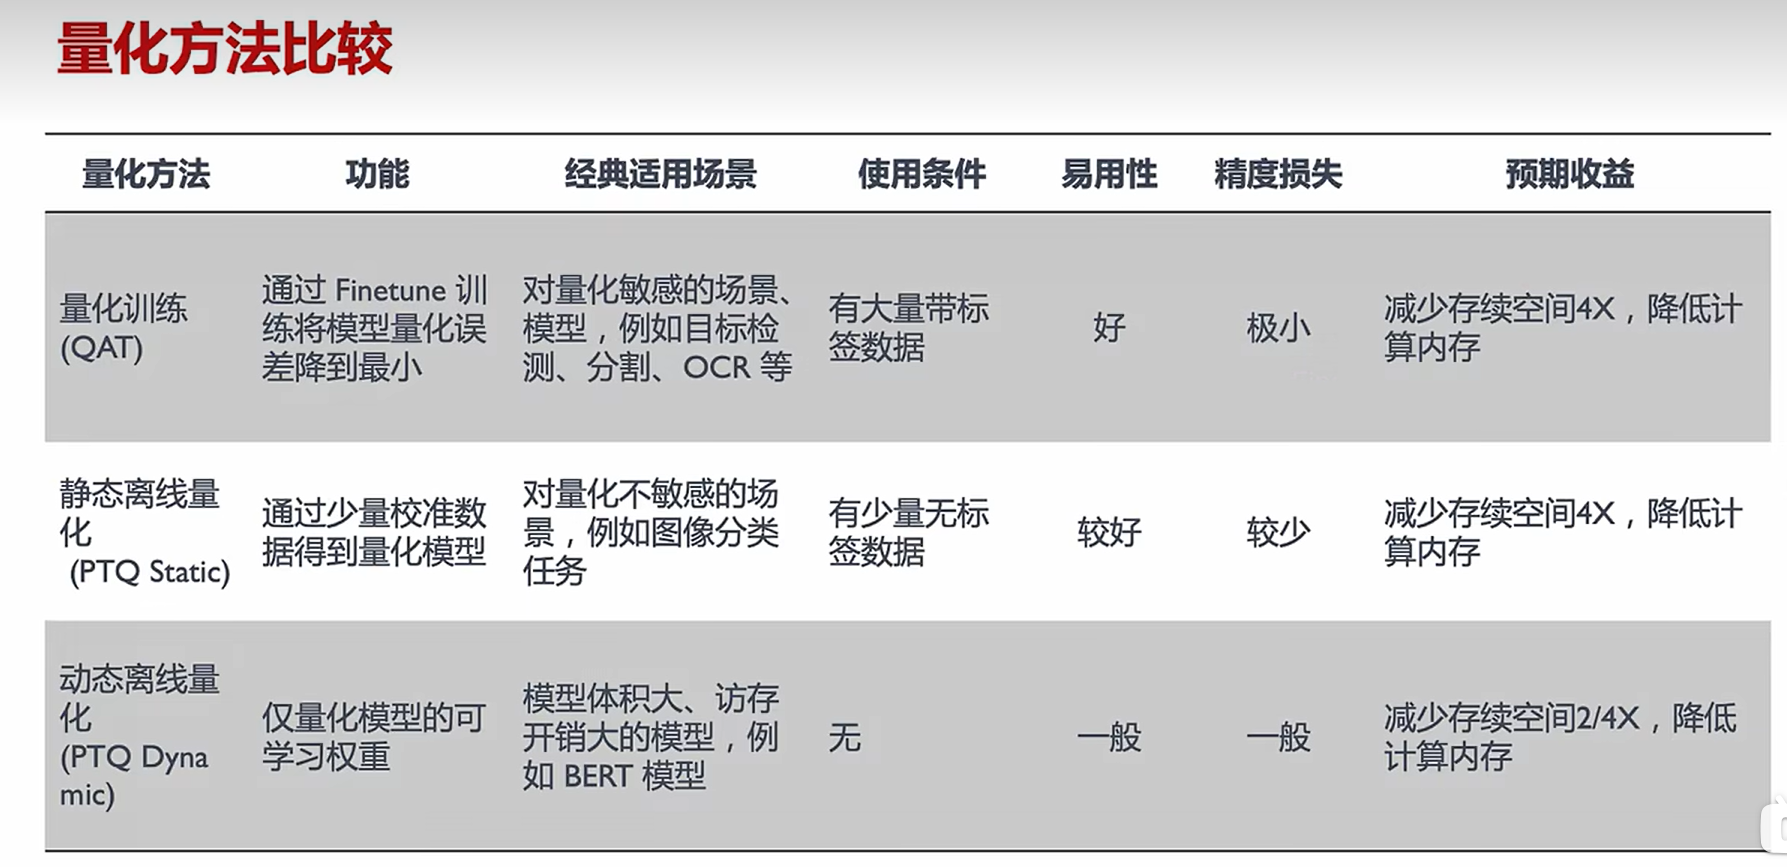 量化方法比较
量化方法 功能 经典适用场景 使用条件 易用性 精度损失 预期收益
量化训练
(QAT)
通过 Finetune 训
练将模型量化误
差降到最小
对量化敏感的场景、
模型，例如目标检
测、分割、OCR 等
有大量带标
签数据
好
极小
减少存续空间4X，降低计
算内存
静态离线量
化
(PTQ Static)
通过少量校准数
据得到量化模型
对量化不敏感的场
景，例如图像分类
任务
有少量无标
签数据
较好
较少
减少存续空间4X，降低计
算内存
动态离线量
化
(PTQ Dyna
mic)
仅量化模型的可
学习权重
模型体积大、访存
开销大的模型，例
如 BERT 模型
无
一般
一般
减少存续空间2/4X，降低
计算内存